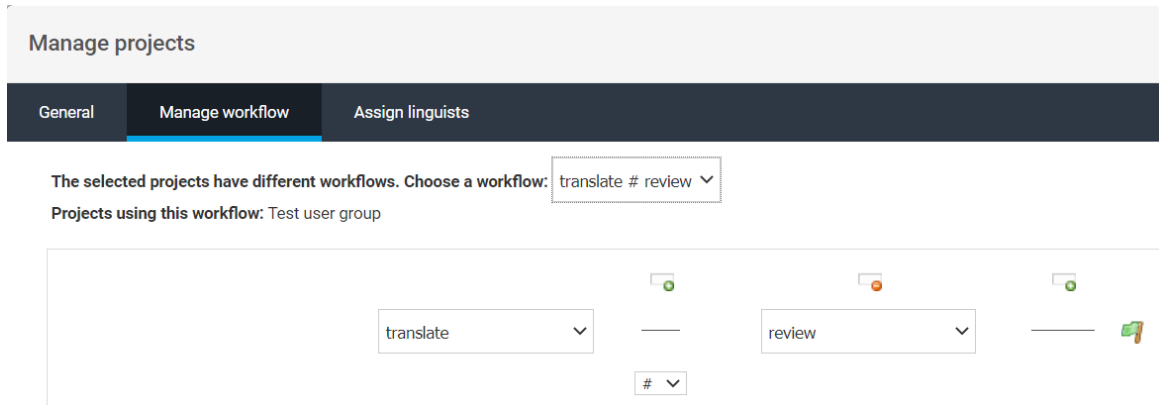 Manage projects
General Manage workflow Assign linguists
The selected projects have different workflows. Choose a workflow: translate # review
Projects using this workflow: Test user group
translate review
#